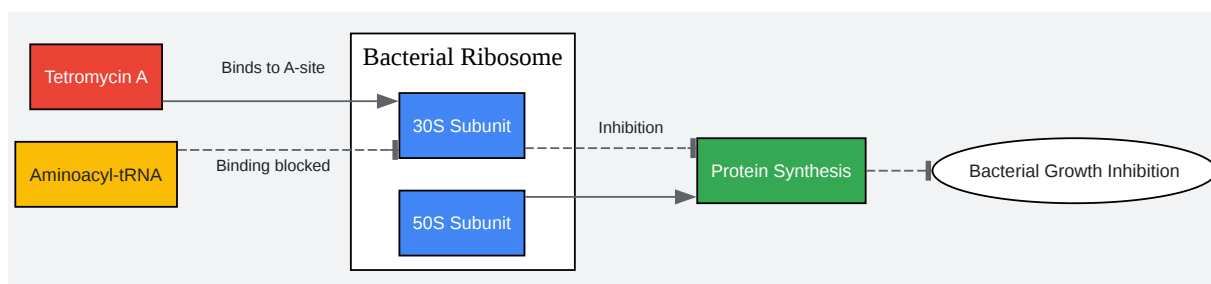 Tetromycin A
Binds to A-site
Bacterial Ribosome
30S Subunit
Aminoacyl-tRNA
Binding blocked
Inhibition
Protein Synthesis
Bacterial Growth Inhibition
50S Subunit